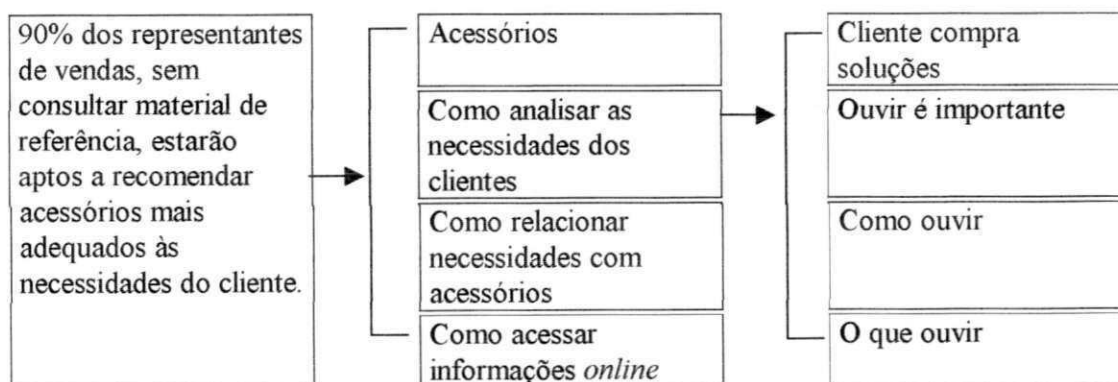 90% dos representantes
de vendas, sem
consultar material de
referência, estarão
aptos a recomendar
acessórios mais
adequados às
necessidades do cliente.
Acessórios
Como analisar as
necessidades dos
clientes
Como relacionar
necessidades com
acessórios
Como acessar
informações online
Cliente compra
soluções
Ouvir é importante
Como ouvir
O que ouvir